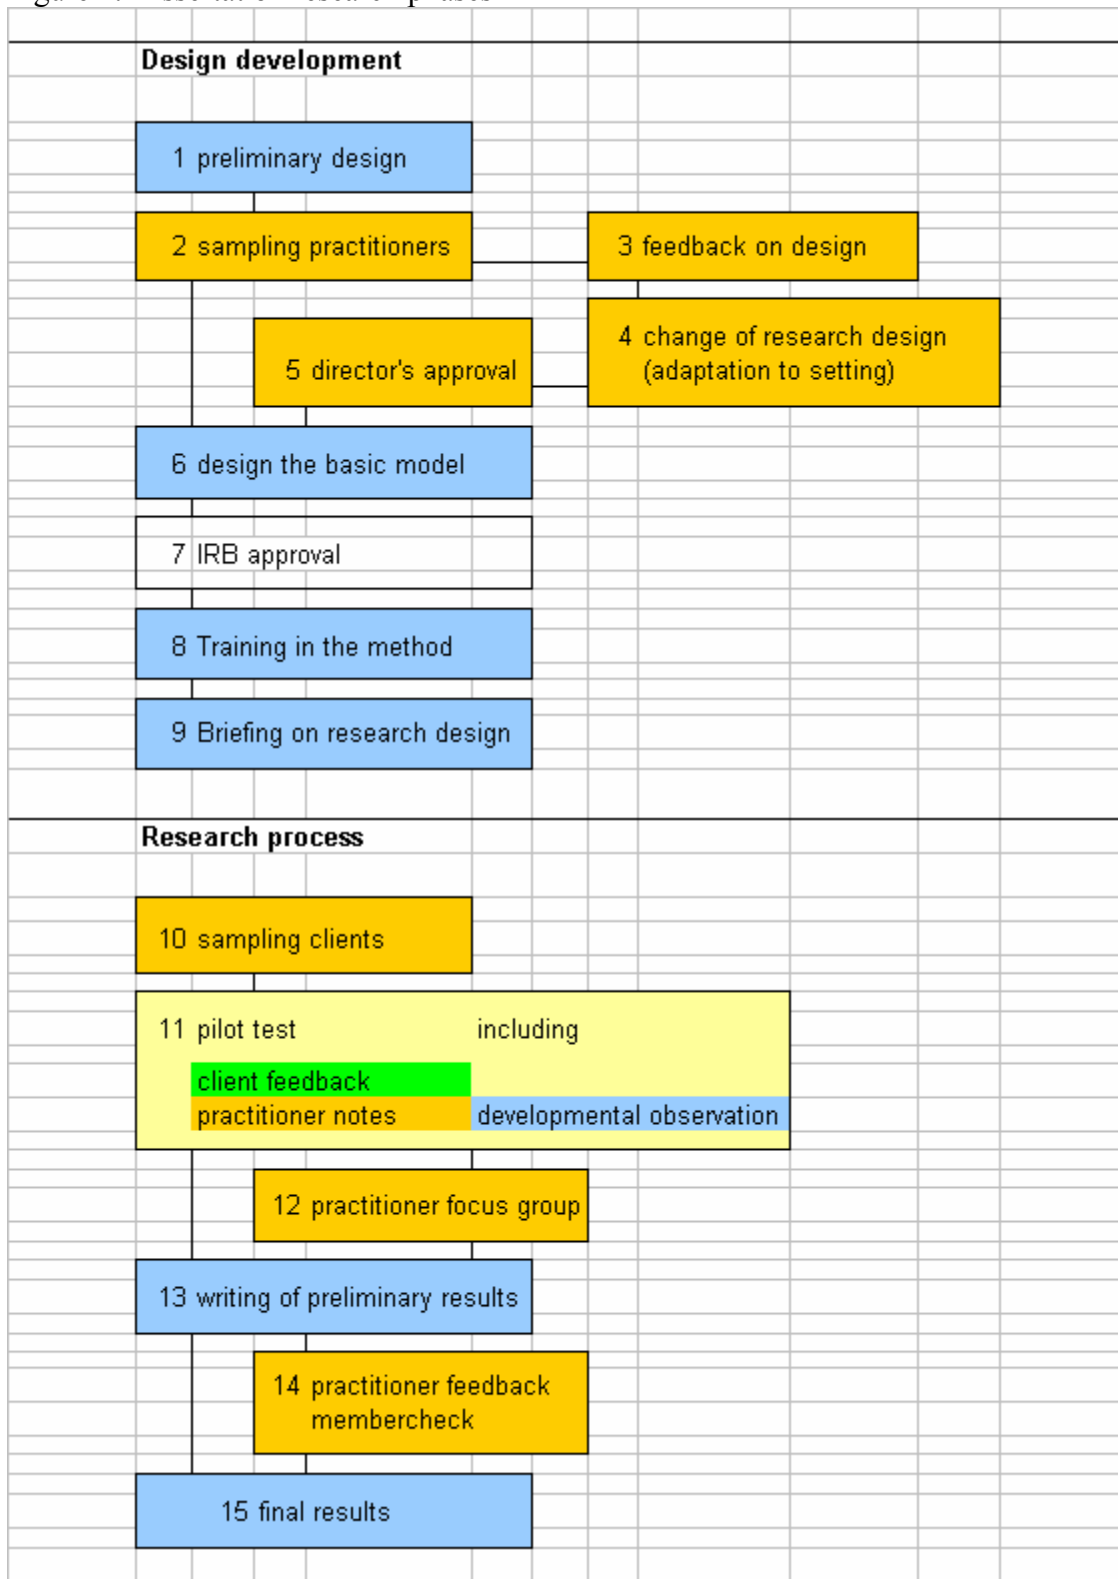 Design development
1 preliminary design
2 sampling practitioners
3 feedback on design
4 change of research design
(adaptation to setting)
5 director's approval
6 design the basic model
7 IRB approval
8 Training in the method
9 Briefing on research design
Research process
10 sampling clients
11 pilot test including
client feedback
practitioner notes developmental observation
12 practitioner focus group
13 writing of preliminary results
14 practitioner feedback
membercheck
15 final results